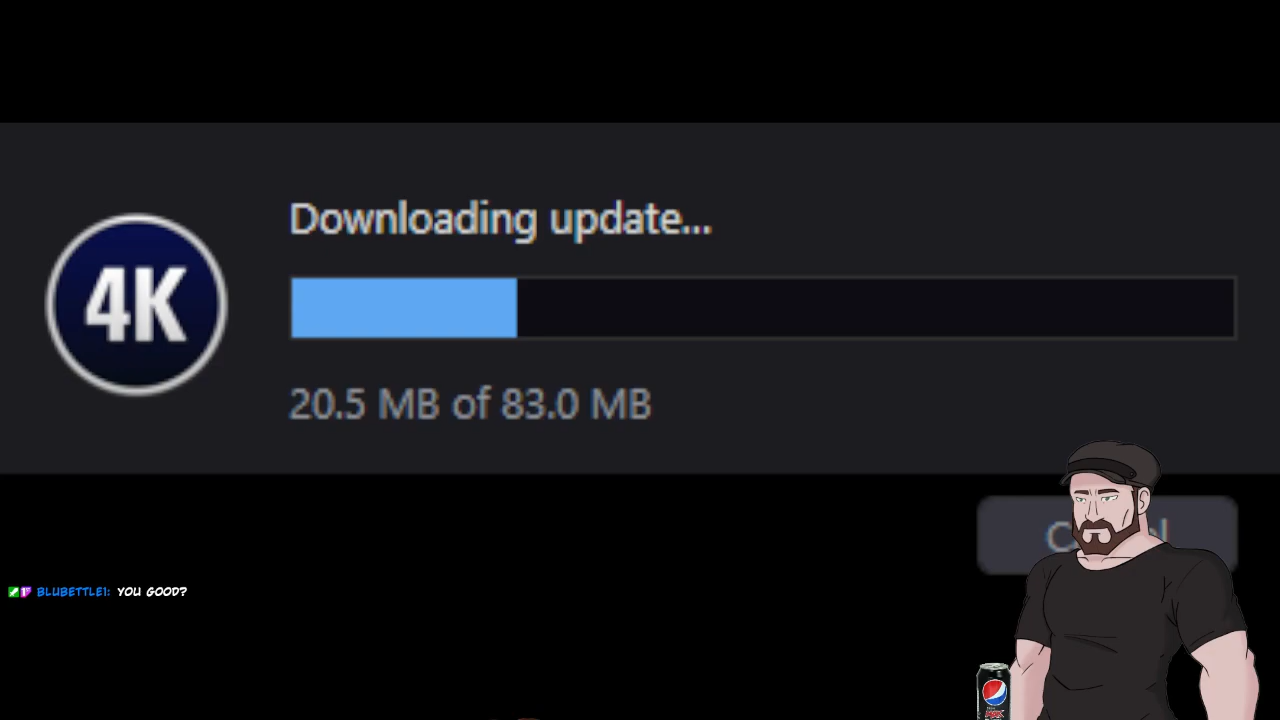 Downloading update...
4K
20.5 MB of 83.0 MB
BLUBETTLE1: YOU GOOD?